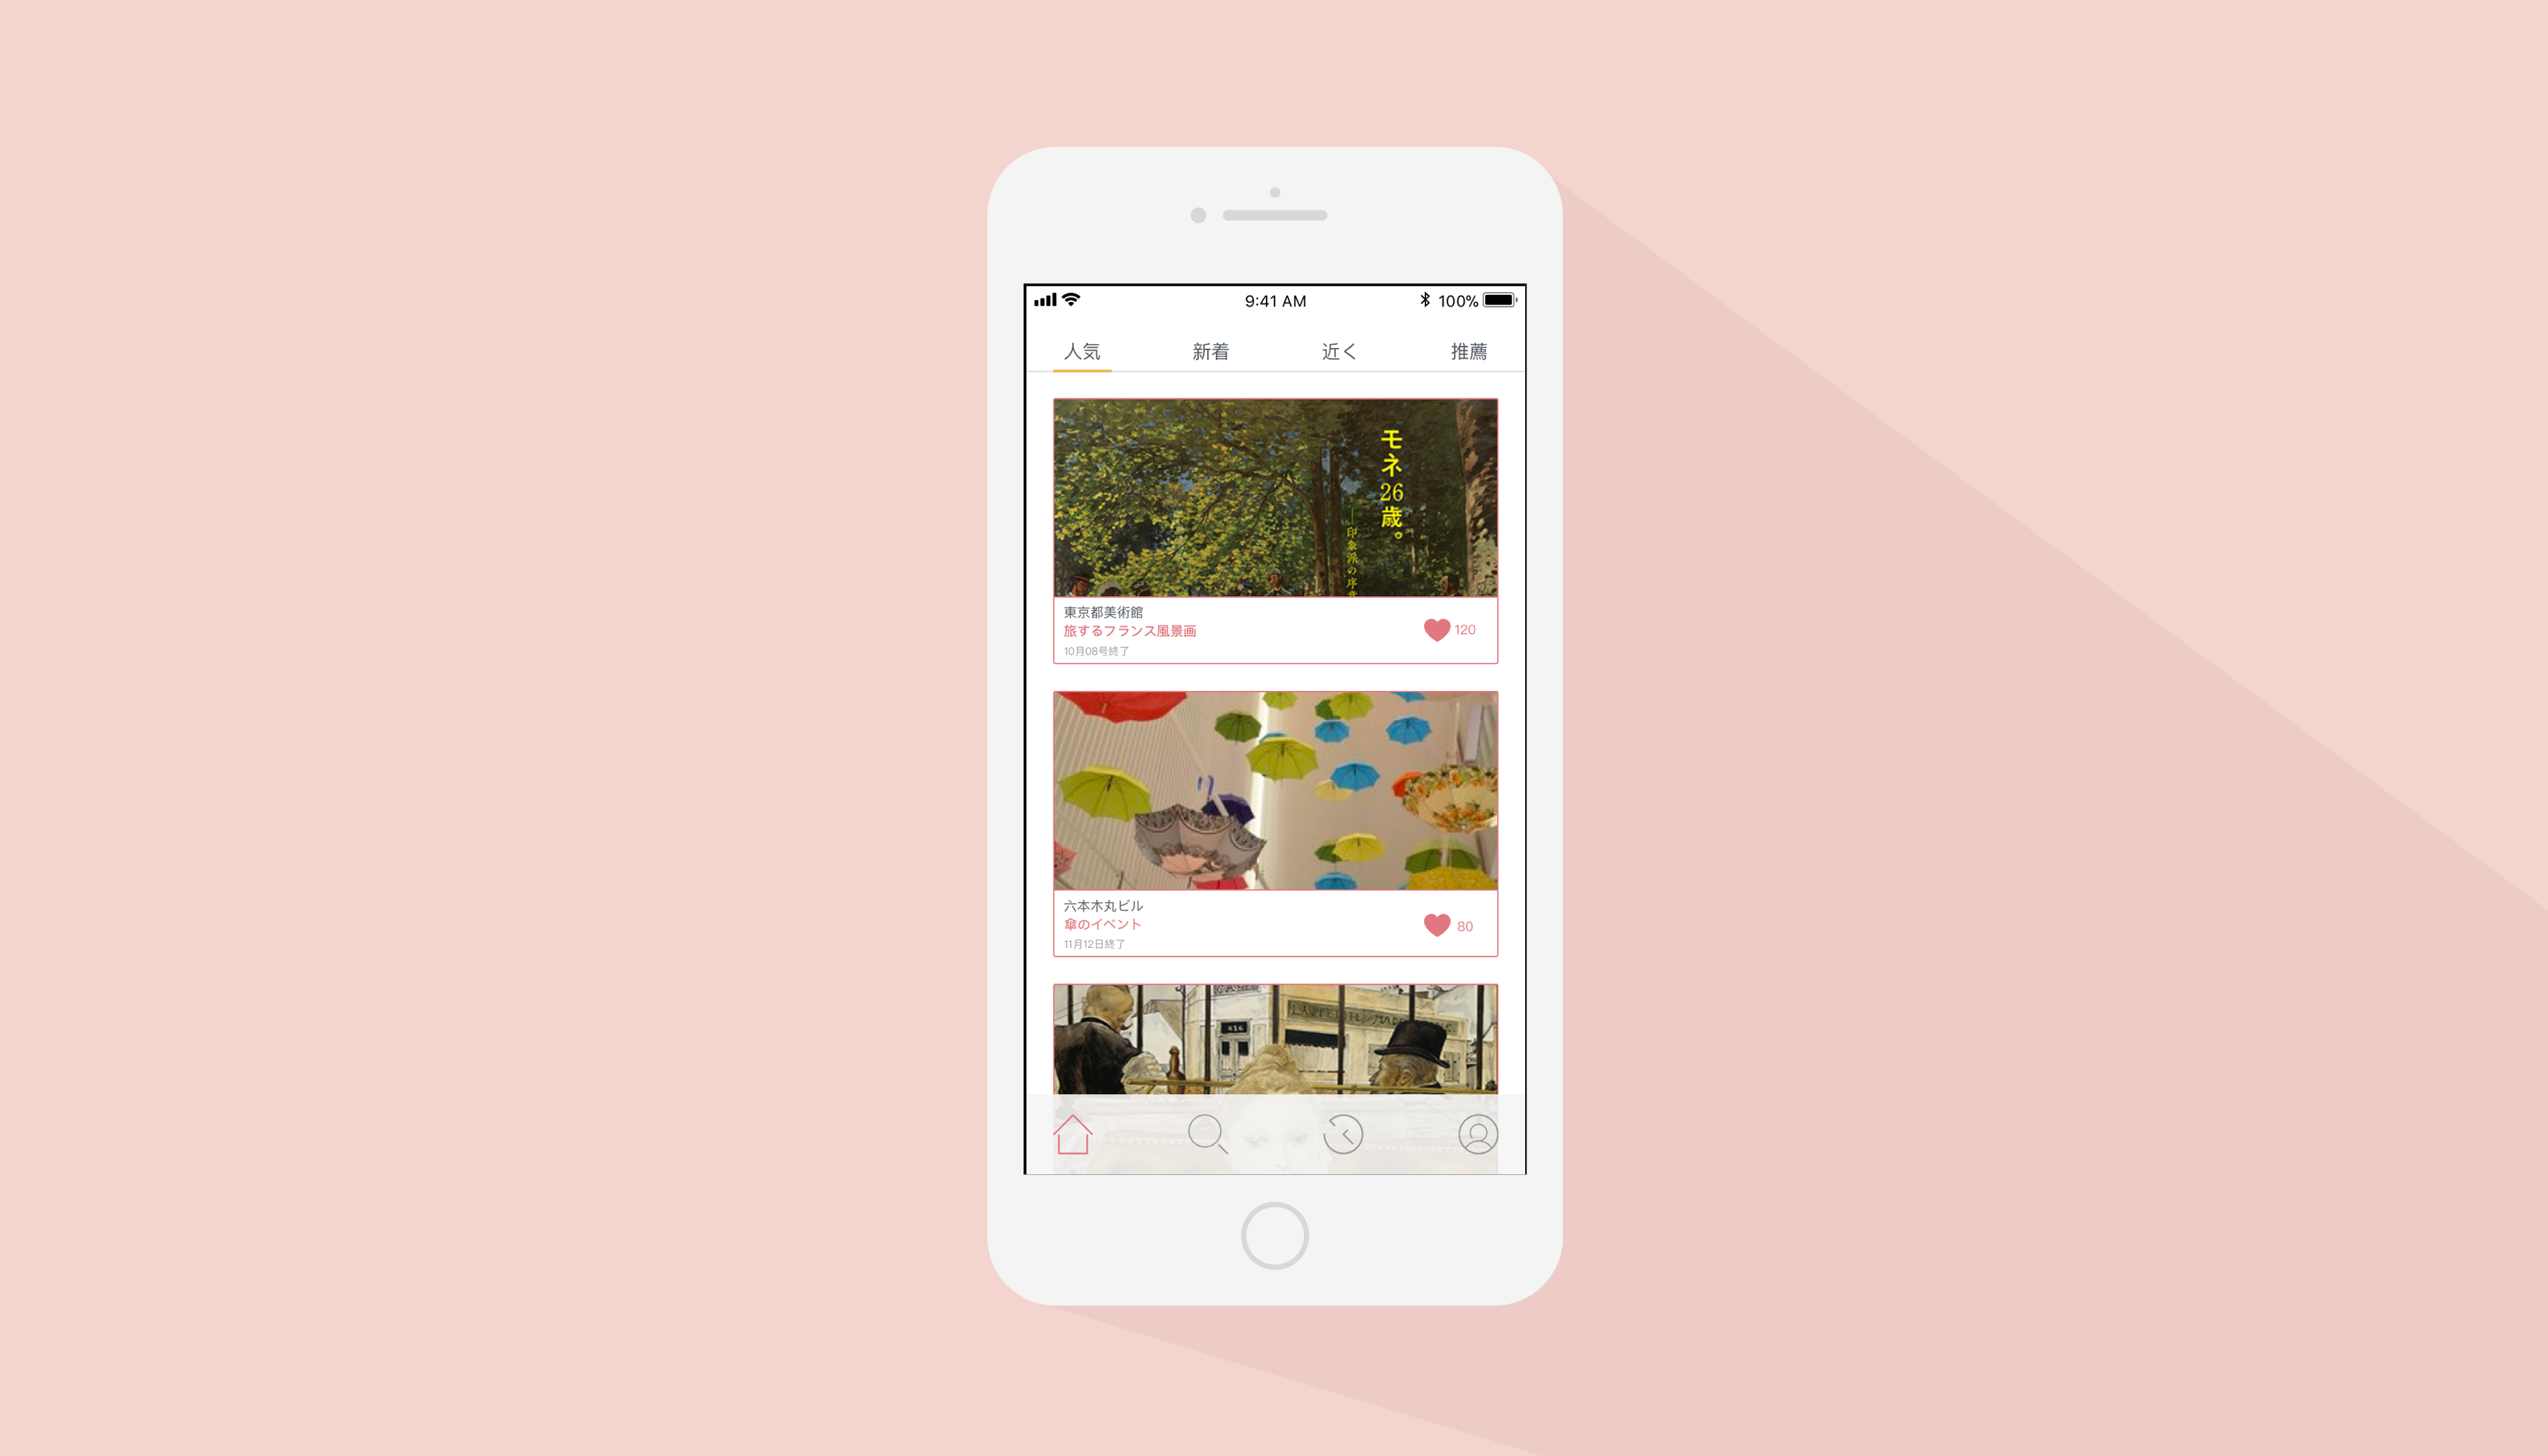 9:41 AM
100%
人気
新着
近く
推薦
モネ26歳。
印象派の序章
東京都美術館
旅するフランス風景画
10月08号終了
120
六本木丸ビル
傘のイベント
11月12日終了
80
616